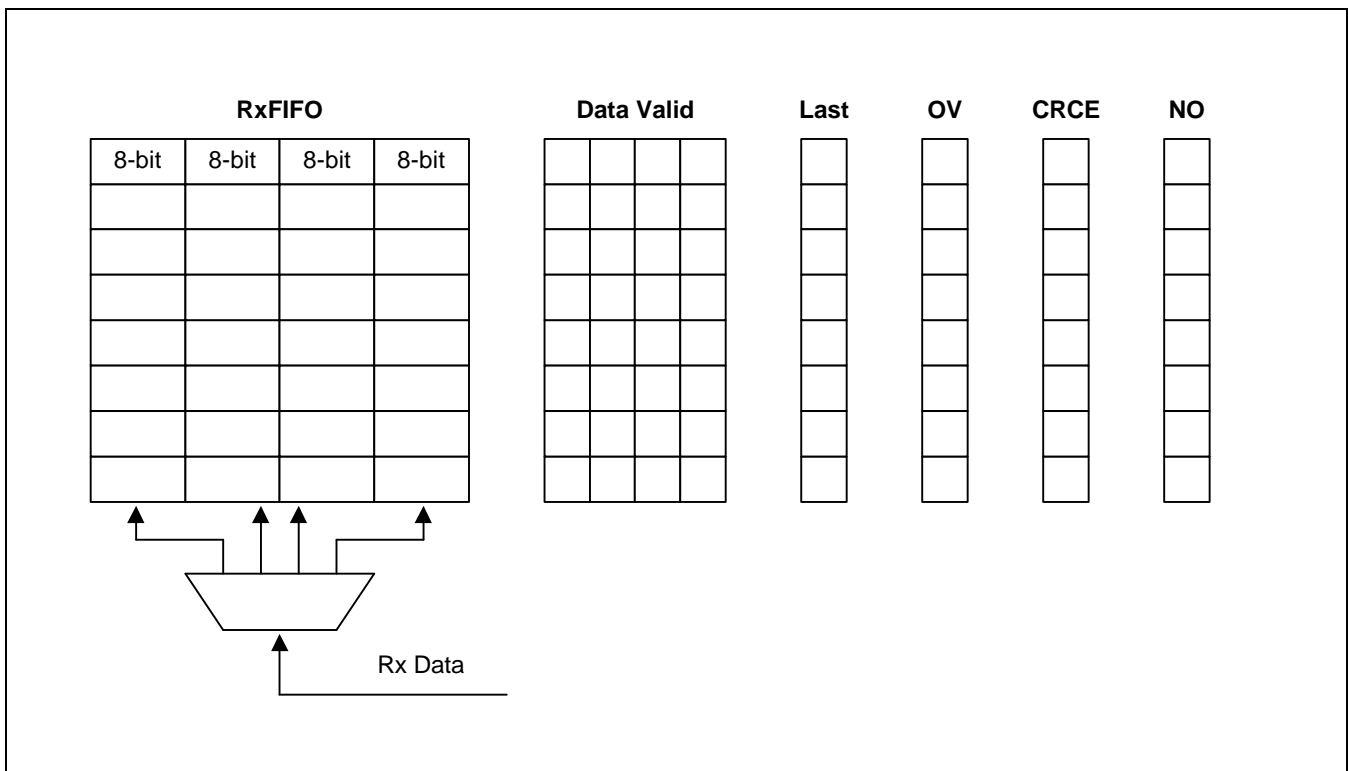 RxFIFO Data Valid Last OV CRCE NO
8-bit 8-bit 8-bit 8-bit
Rx Data